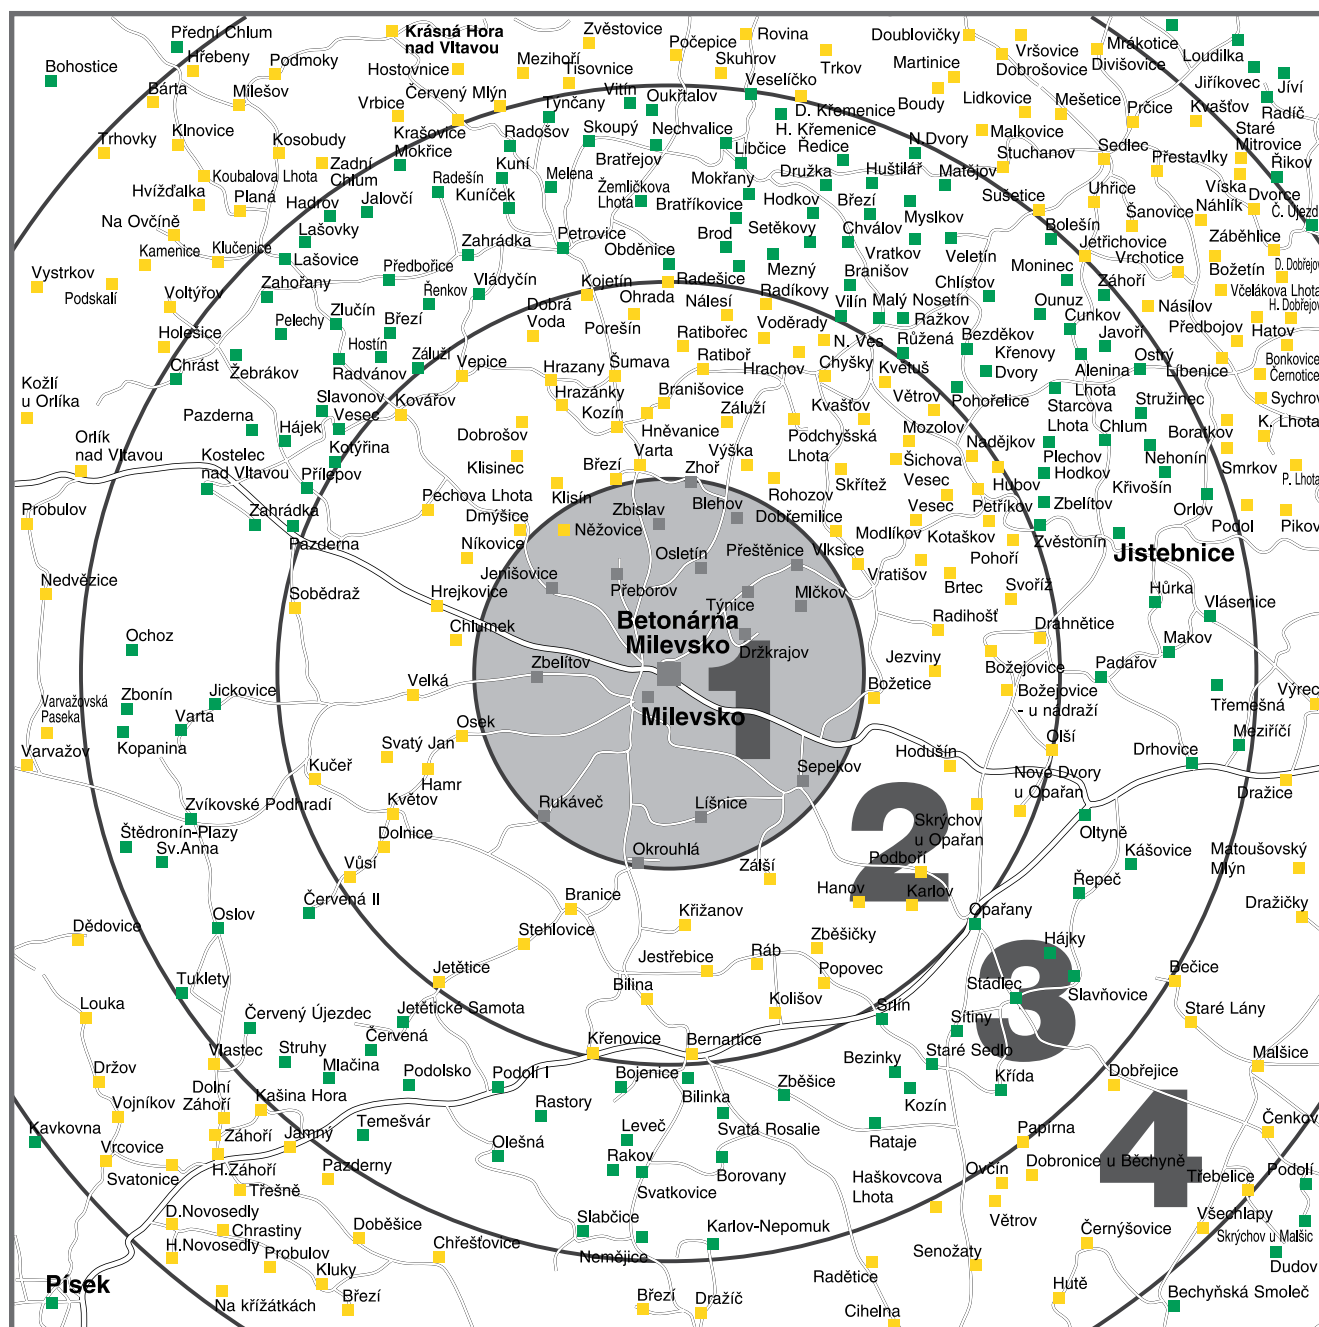 Krásná Hora
nad Vltavou
Zvěstovice
Rovina
Doublovičky
Vršovice
Mrákotice
Loudilka
Přední Chlum
Hřebeny
Podmoky
Bohostice
Hostovnice
Mezihoří
Tisovnice
Počepice
Skuhrov
Trkov
Martinice
Dobrošovice
Divišovice
Jiříkovec
Jíví
Bárta
Milešov
Vrbice
Červený Mlýn
Vitín
Týnčany
Oukřtalov
Veselíčko
D. Křemenice
Boudy
Lidkovice
Mešetice
Prčice
Kvašťov
Radíč
Trhovky
Klnovice
Kosobudy
Krašovice
Mokřice
Radošov
Skoupý
Nechvalice
H. Křemenice
Ředice
N.Dvory
Malkovice
Stuchanov
Sedlec
Přestavlky
Staré
Mitrovice
Říkov
Koubalova Lhota
Zadní
Chlum
Kuní
Bratřejov
Libčice
Družka
Huštilář
Matějov
Víska
Dvorce
Hvížďalka
Planá
Hadrov
Jalovčí
Radešín
Kuníček
Melena
Žemličkova
Lhota
Mokřany
Bratříkovice
Hodkov
Březí
Myslkov
Sušetice
Uhřice
Šanovice
Náhlík
Č. Újezd
Na Ovčíně
Kamenice
Klučenice
Lašovky
Lašovice
Zahrádka
Petrovice
Obděnice
Brod
Setěkovy
Chválov
Vratkov
Veletín
Bolešín
Jetřichovice
Vrchotice
Záběhlice
Božetín
D. Dobřejov
Vystrkov
Podskalí
Předbořice
Vládyčín
Kojetín
Radešice
Mezný
Radíkovy
Branišov
Chlístov
Moninec
Záhoří
Včelákova Lhota
H. Dobřejov
Voltýřov
Zahořany
Řenkov
Dobrá
Voda
Ohrada
Nálesí
Vilín
Malý Nosetín
Ražkov
Ounuz
Cunkov
Násilov
Předbojov
Hatov
Holešice
Pelechy
Zlučín
Březí
Porešín
Ratibořec
Voděrady
N. Ves
Růžená
Bezděkov
Javoří
Chrást
Žebrákov
Hostín
Radvánov
Záluží
Vepice
Šumava
Ratiboř
Chyšky
Křenovy
Dvory
Ostrý
Líbenice
Bonkovice
Černotice
Kožlí
u Orlíka
Hrazany
Hrazánky
Branišovice
Hrachov
Květuš
Pohořelice
Alenina
Lhota
Sychrov
Slavonov
Vesec
Kovářov
Kozín
Záluží
Kvašťov
Větrov
Starcova
Lhota
Stružinec
K. Lhota
Pazderna
Hájek
Kotýřina
Dobrošov
Hněvanice
Podchyšská
Lhota
Mozolov
Nadějkov
Chlum
Boratkov
Orlík
nad Vltavou
Kostelec
nad Vltavou
Přílepov
Klisinec
Březí
Varta
Zhoř
Výška
Šichova
Vesec
Plechov
Hodkov
Nehonín
Smrkov
P. Lhota
Probulov
Zahrádka
Pechova Lhota
Klisín
Blehov
Rohozov
Skřítež
Hubov
Křivošín
Pazderna
Dmýšice
Něžovice
Zbislav
Dobřemilice
Vesec
Petříkov
Zbelítov
Orlov
Podol
Pikov
Níkovice
Osletín
Přeštěnice
Vlksice
Modlíkov
Kotaškov
Pohoří
Zvěstonín
Jistebnice
Nedvězice
Jenišovice
Přeborov
Týnice
Mlčkov
Vratišov
Brtec
Svoříž
Hůrka
Vlásenice
Sobědraž
Hrejkovice
Chlumek
Betonárna
Milevsko
1
Držkrajov
Radihošť
Drahnětice
Makov
Ochoz
Zbelítov
Jezviny
Božejovice
Padařov
Varvažovská
Paseka
Zbonín
Jickovice
Velká
Milevsko
Božetice
Božejovice
- u nádraží
Třemešná
Výrec
Varvažov
Kopanina
Varta
Svatý Jan
Osek
Hodušín
Olší
Drhovice
Meziříčí
Kučeř
Hamr
Sepekov
Nové Dvory
u Opařan
Dražice
Zvíkovské Podhradí
Květov
Rukáveč
Líšnice
2
Skrýchov
u Opařan
Oltyně
Štědronín-Plazy
Sv.Anna
Dolnice
Okrouhlá
Zálší
Podboří
Kášovice
Matoušovský
Mlýn
Vůsí
Červená II
Branice
Hanov
Karlov
Řepeč
Dražičky
Dědovice
Oslov
Stehlovice
Křižanov
Zběšičky
Opařany
Hájky
Tuklety
Jetětice
Jestřebice
Ráb
Popovec
Stádlec
3
Slavňovice
Bečice
Louka
Červený Újezdec
Jetětické Samota
Bilina
Kolišov
Srlín
Sítiny
Staré Lány
Vlastec
Struhy
Červená
Křenovice
Bernartice
Bezinky
Staré Sedlo
Malšice
Držov
Dolní
Záhoří
Mlačina
Podolsko
Podolí I
Bojenice
Bilinka
Zběšice
Kozín
Křída
Dobřejice
Vojníkov
Kašina Hora
Rastory
4
Kavkovna
Vrcovice
Záhoří
Jamný
Temešvár
Olešná
Leveč
Svatá Rosalie
Rataje
Papírna
Čenkov
Svatonice
H.Záhoří
Pazderny
Rakov
Svatkovice
Borovany
Haškovcova
Lhota
Ovčín
Dobronice u Běchyně
Třebelice
Podolí
Třešně
D.Novosedly
Chrastiny
Doběšice
Slabčice
Karlov-Nepomuk
Větrov
Černýšovice
Všechlapy
Skrýchov u Malšic
H.Novosedly
Probulov
Chřešťovice
Nemějice
Senožaty
Dudov
Písek
Kluky
Radětice
Hutě
Bechyňská Smoleč
Na křížátkách
Březí
Březí
Dražíč
Cihelna